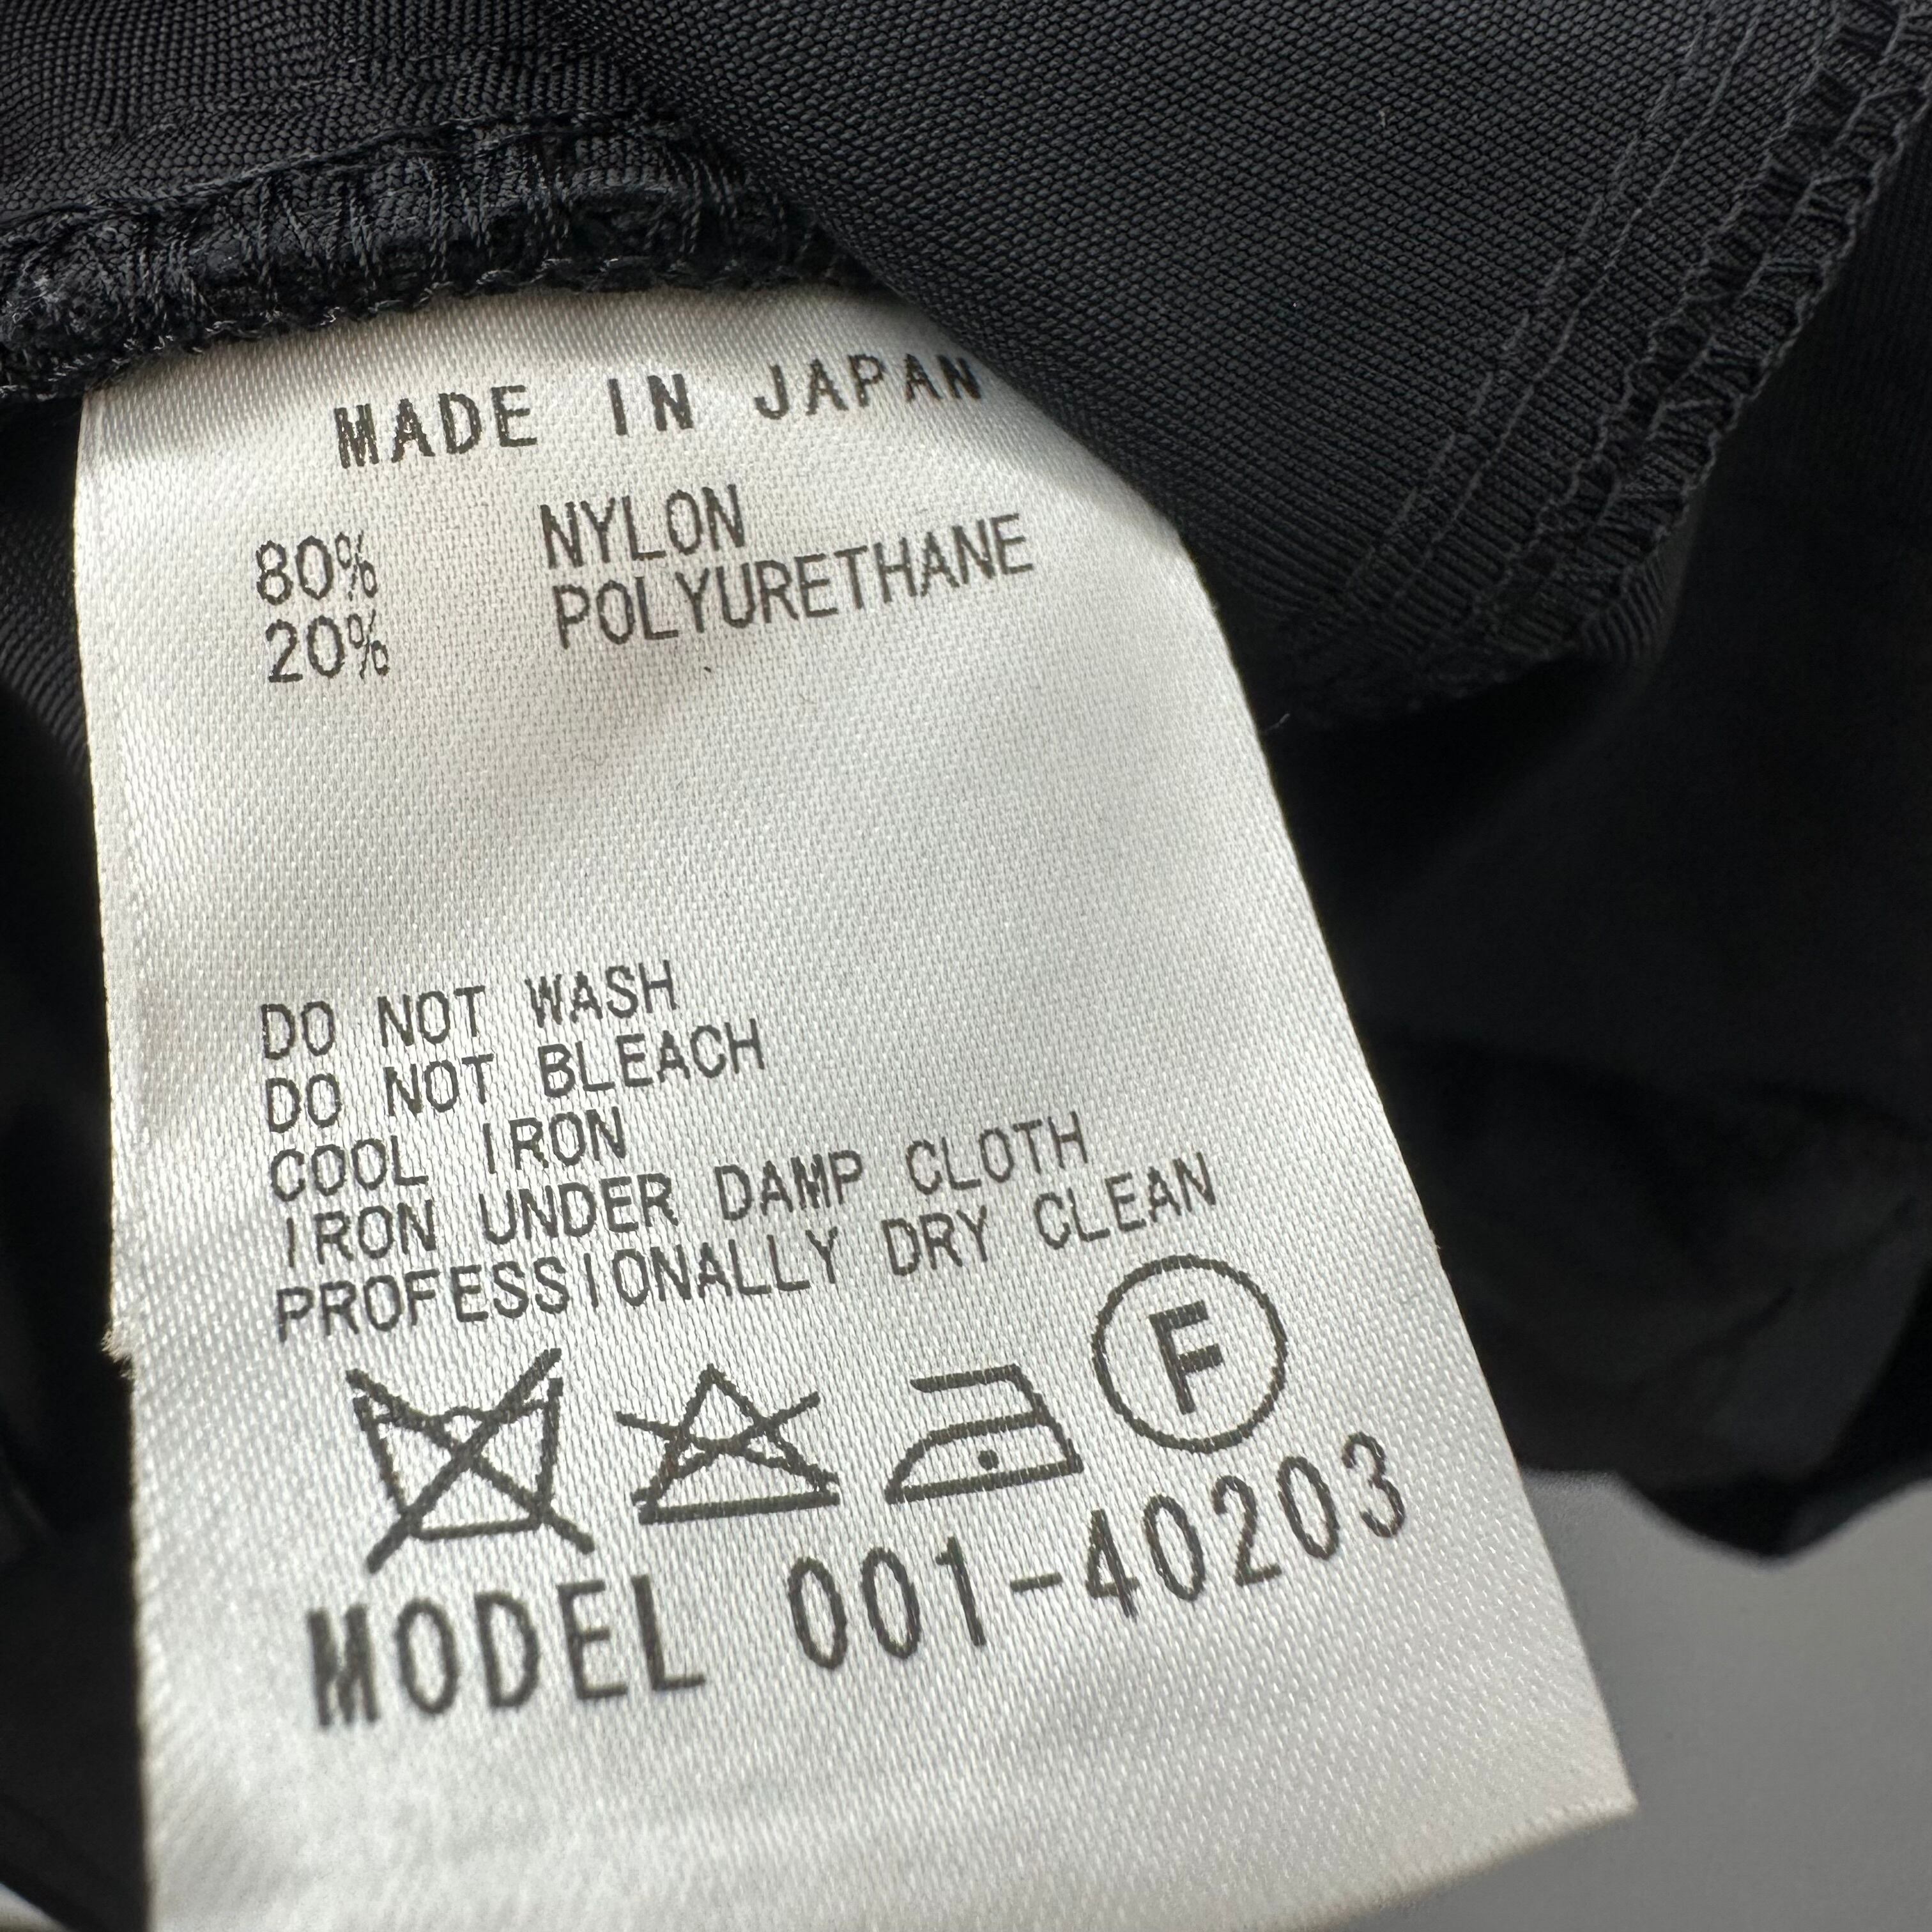 MADE IN JAPAN
80% NYLON
20% POLYURETHANE
DO NOT WASH
DO NOT BLEACH
COOL IRON
IRON UNDER DAMP CLOTH
PROFESSIONALLY DRY CLEAN
F
MODEL 001-40203